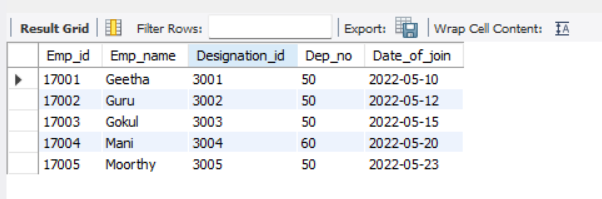 Result Grid Filter Rows: Export: Wrap Cell Content: IA
Emp_id Emp_name Designation_id Dep_no Date_of_join
17001 Geetha 3001 50 2022-05-10
17002 Guru 3002 50 2022-05-12
17003 Gokul 3003 50 2022-05-15
17004 Mani 3004 60 2022-05-20
17005 Moorthy 3005 50 2022-05-23